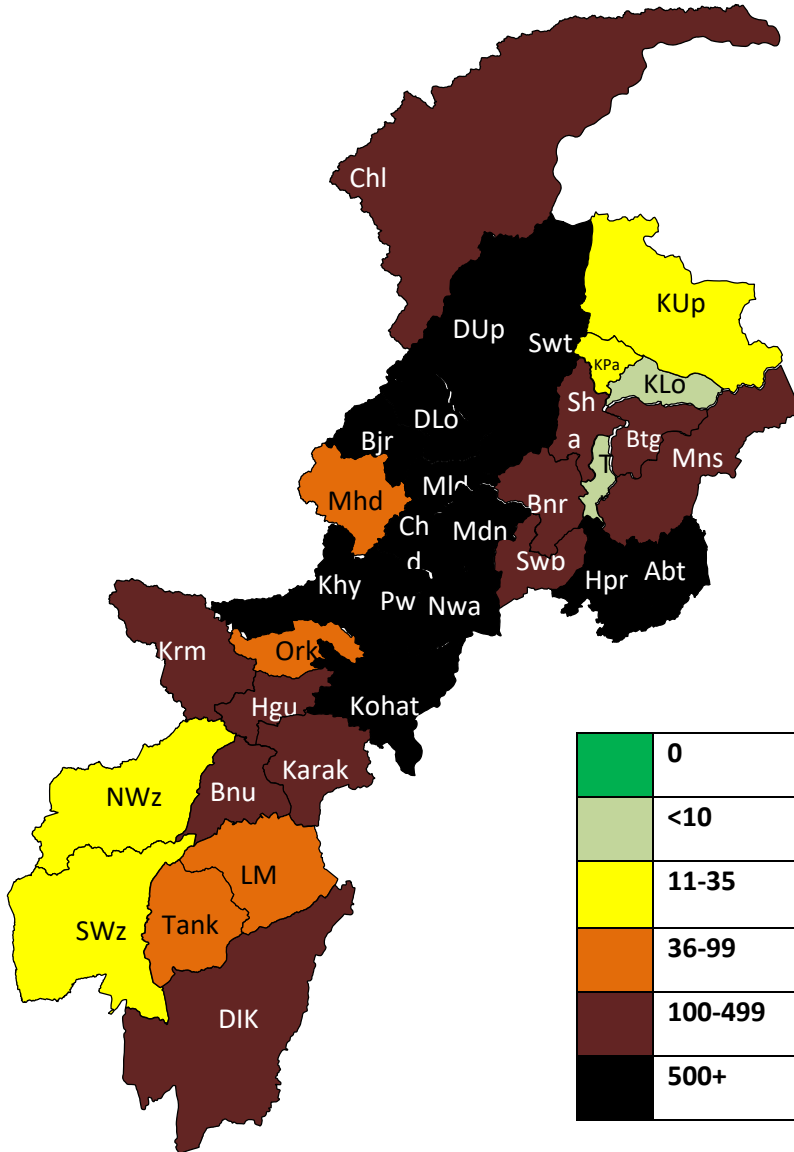 Chl
KUp
DUp
Swt
KPa
KLo
Sh
a
DLo
Bjr
Btg
T
Mns
Mld
Mhd
Bnr
Ch
d
Mdn
Swb
Khy
Pw
Nwa
Hpr
Abt
Krm
Ork
Hgu
Kohat
Karak
NWz
Bnu
LM
SWz
Tank
DIK
0
<10
11-35
36-99
100-499
500+